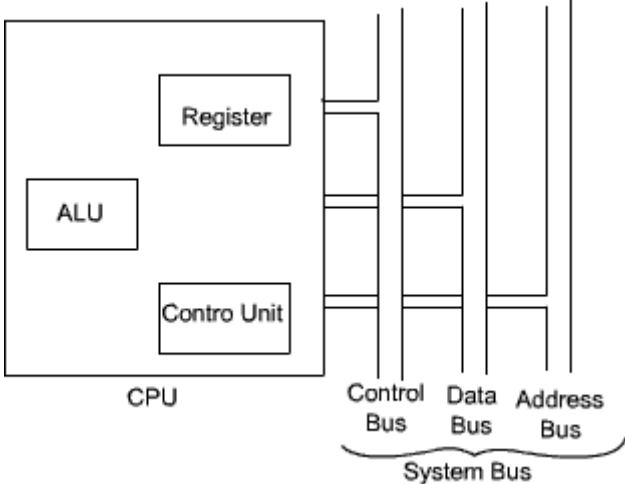 Register
ALU
Contro Unit
CPU
Control Bus
Data Bus
Address Bus
System Bus